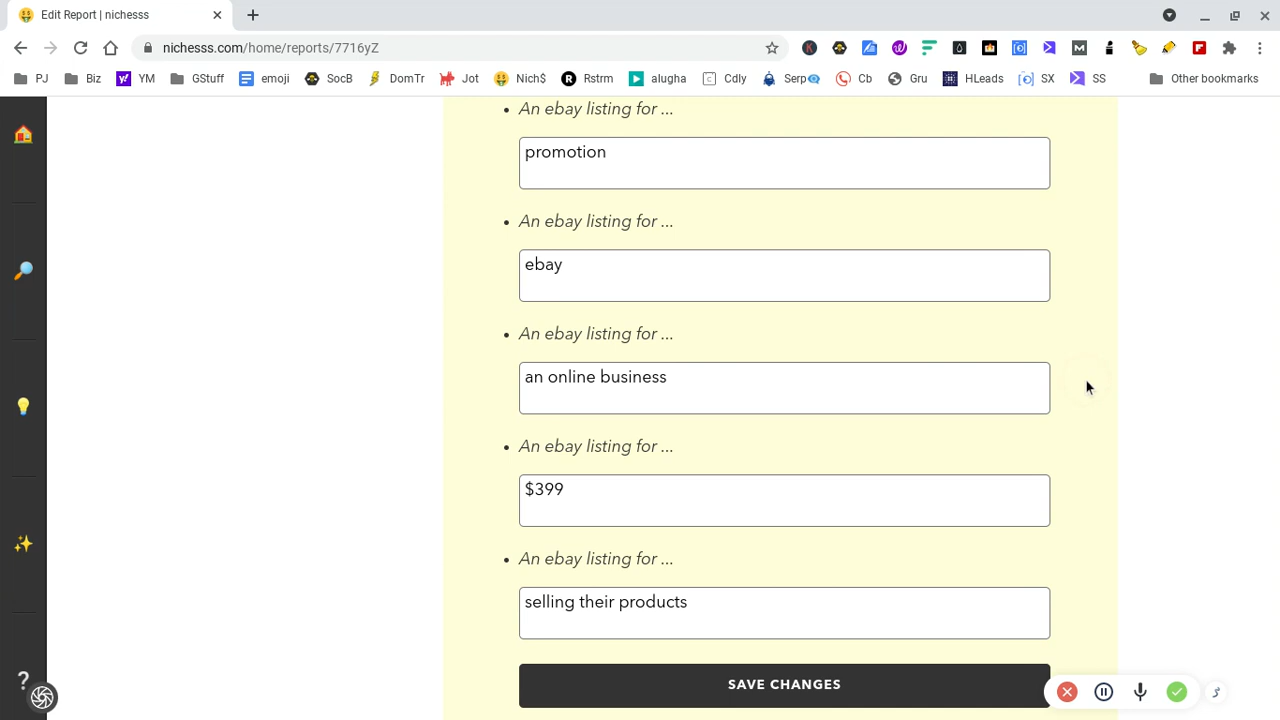 Edit Report | nichesss
nichesss.com/home/reports/7716yZ
PJ Biz YM GStuff emoji SocB DomTr Jot Nich$ Rstrm alugha Cdly Serp Cb Gru HLeads SX SS Other bookmarks
An ebay listing for ...
promotion
An ebay listing for ...
ebay
An ebay listing for ...
an online business
An ebay listing for ...
$399
An ebay listing for ...
selling their products
SAVE CHANGES
?